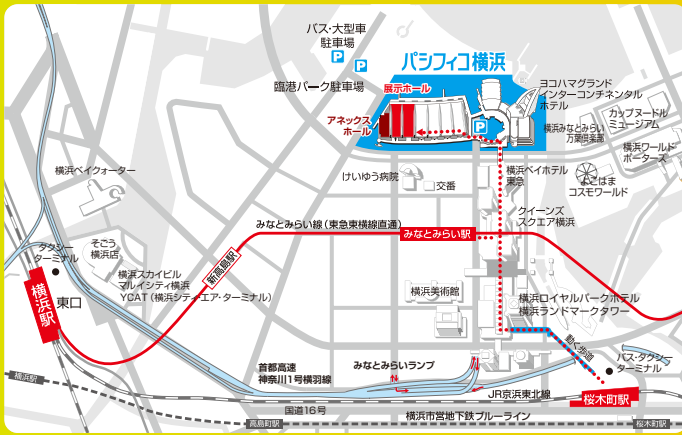 バス・大型車
駐車場
P
P
臨港パーク駐車場
パシフィコ横浜
展示ホール
アネックス
ホール
P
ヨコハマグランド
インターコンチネンタル
ホテル
カップヌードル
ミュージアム
横浜みなとみらい
万葉倶楽部
横浜ワールド
ポーターズ
よこはま
コスモワールド
横浜ベイホテル
東急
けいゆう病院
交番
クイーンズ
スクエア横浜
横浜ベイクォーター
みなとみらい線(東急東横線直通)
みなとみらい駅
新高島駅
タクシー
ターミナル
そごう
横浜店
横浜スカイビル
マルイシティ横浜
YCAT(横浜シティ・エア・ターミナル)
横浜駅
東口
横浜美術館
横浜ロイヤルパークホテル
横浜ランドマークタワー
動く歩道
バス・タクシー
ターミナル
桜木町駅
首都高速
神奈川1号横羽線
みなとみらいランプ
JR京浜東北線
横浜駅
国道16号
高島町駅
横浜市営地下鉄ブルーライン
桜木町駅